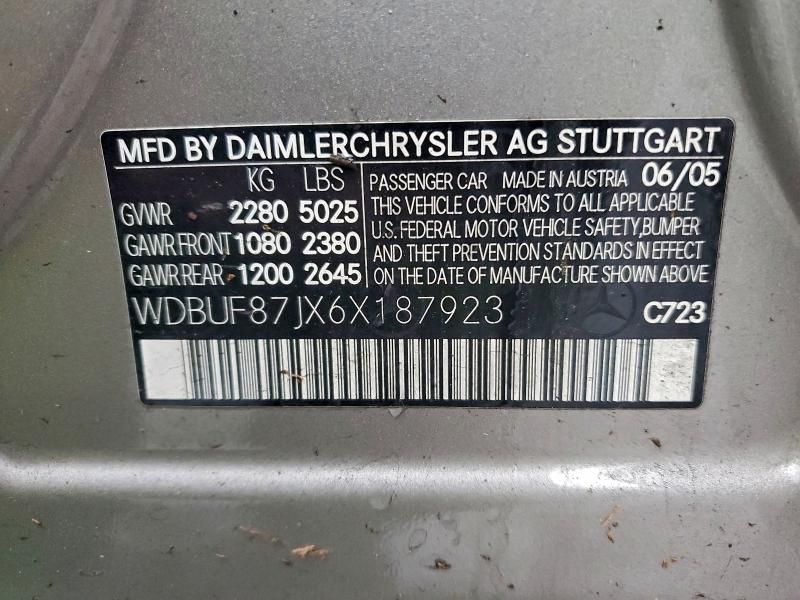 MFD BY DAIMLERCHRYSLER AG STUTTGART
KG LBS
GVWR 2280 5025
GAWR FRONT 1080 2380
GAWR REAR 1200 2645
PASSENGER CAR MADE IN AUSTRIA 06/05
THIS VEHICLE CONFORMS TO ALL APPLICABLE
U.S. FEDERAL MOTOR VEHICLE SAFETY, BUMPER
AND THEFT PREVENTION STANDARDS IN EFFECT
ON THE DATE OF MANUFACTURE SHOWN ABOVE.
WDBUF87JX6X187923 C723